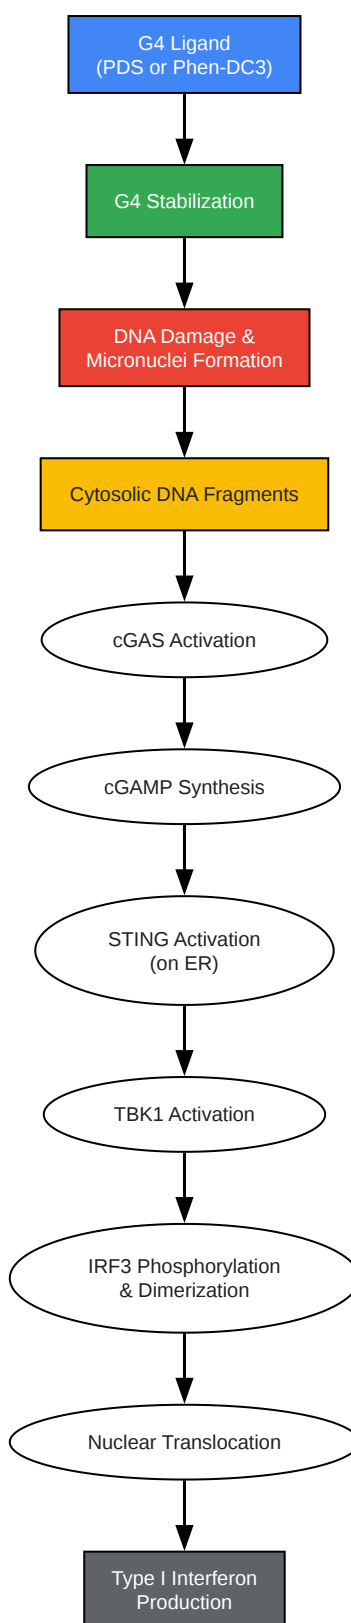 G4 Ligand
(PDS or Phen-DC3)
G4 Stabilization
DNA Damage &
Micronuclei Formation
Cytosolic DNA Fragments
cGAS Activation
cGAMP Synthesis
STING Activation
(on ER)
TBK1 Activation
IRF3 Phosphorylation
& Dimerization
Nuclear Translocation
Type I Interferon
Production